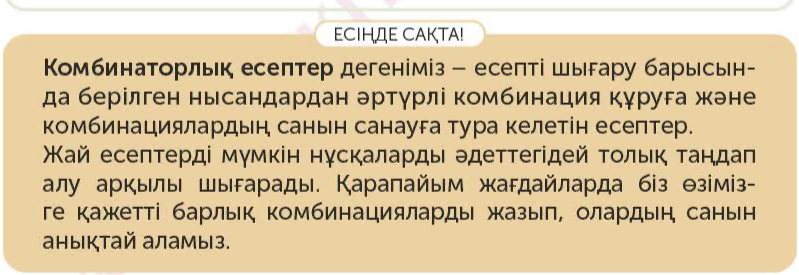 ЕСІҢДЕ САҚТА!
Комбинаторлық есептер дегеніміз – есепті шығару барысын-
да берілген нысандардан әртүрлі комбинация құруға және
комбинациялардың санын санауға тура келетін есептер.
Жай есептерді мүмкін нұсқаларды әдеттегідей толық таңдап
алу арқылы шығарады. Қарапайым жағдайларда біз өзіміз-
ге қажетті барлық комбинацияларды жазып, олардың санын
анықтай аламыз.